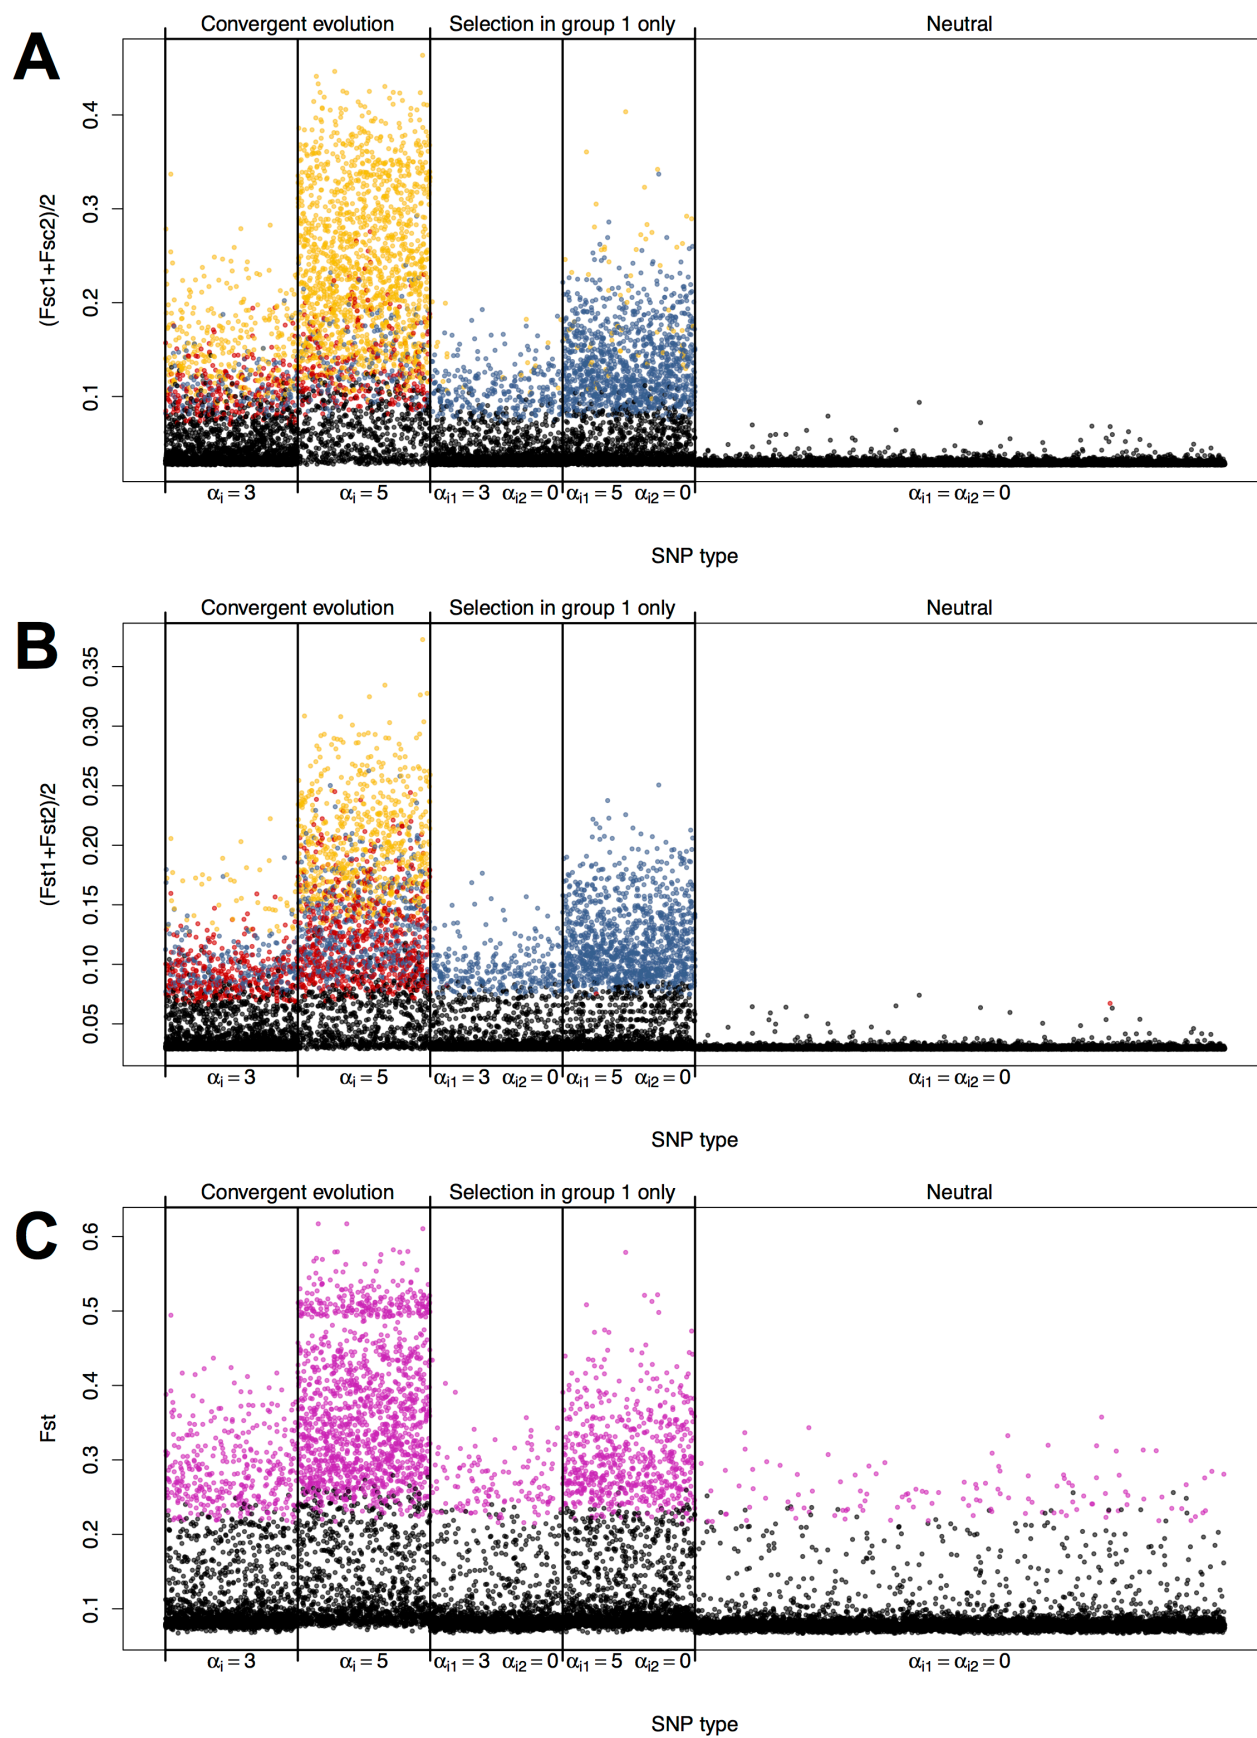 A
Convergent evolution Selection in group 1 only Neutral
(Fsc1+Fsc2)/2
0.4
0.3
0.2
0.1
αi = 3 αi = 5 αi1 = 3 αi2 = 0 αi1 = 5 αi2 = 0 αi1 = αi2 = 0
SNP type
B
Convergent evolution Selection in group 1 only Neutral
(Fst1+Fst2)/2
0.35
0.30
0.25
0.20
0.15
0.10
0.05
αi = 3 αi = 5 αi1 = 3 αi2 = 0 αi1 = 5 αi2 = 0 αi1 = αi2 = 0
SNP type
C
Convergent evolution Selection in group 1 only Neutral
Fst
0.6
0.5
0.4
0.3
0.2
0.1
αi = 3 αi = 5 αi1 = 3 αi2 = 0 αi1 = 5 αi2 = 0 αi1 = αi2 = 0
SNP type